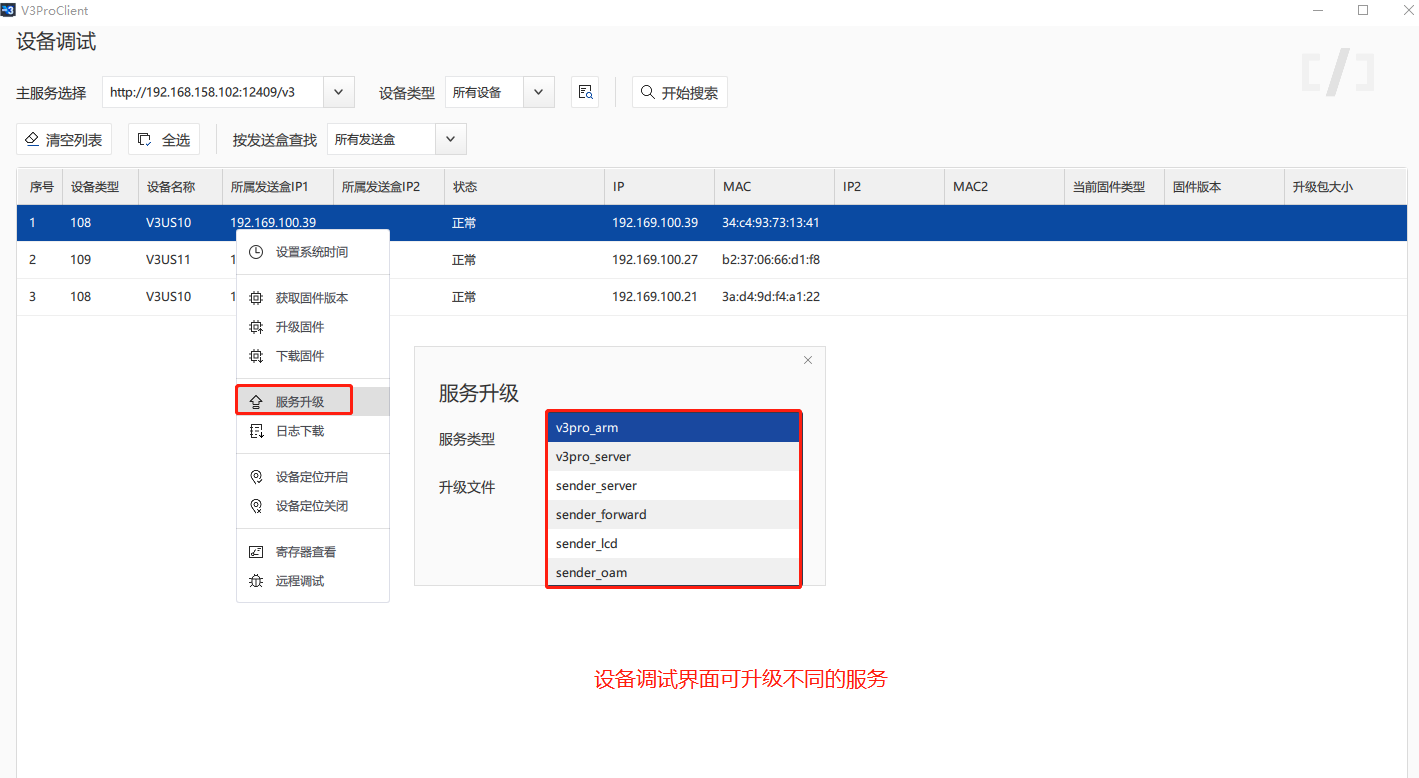 V3ProClient
设备调试
主服务选择 http://192.168.158.102:12409/v3 设备类型 所有设备 开始搜索
清空列表 全选 按发送盒查找 所有发送盒
序号 设备类型 设备名称 所属发送盒IP1 所属发送盒IP2 状态 IP MAC IP2 MAC2 当前固件类型 固件版本 升级包大小
1 108 V3US10 192.169.100.39 正常 192.169.100.39 34:c4:93:73:13:41
2 109 V3US11 1 正常 192.169.100.27 b2:37:06:66:d1:f8
3 108 V3US10 1 正常 192.169.100.21 3a:d4:9d:f4:a1:22
设置系统时间
获取固件版本
升级固件
下载固件
服务升级
日志下载
设备定位开启
设备定位关闭
寄存器查看
远程调试
服务升级
服务类型
升级文件
v3pro_arm
v3pro_server
sender_server
sender_forward
sender_lcd
sender_oam
设备调试界面可升级不同的服务